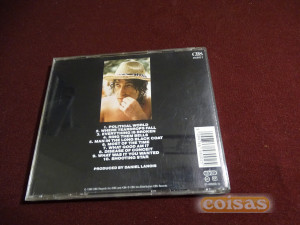 CBS
1. POLITICAL WORLD
2. WHERE TEARDROPS FALL
3. EVERYTHING IS BROKEN
4. RING THEM BELLS
5. MAN IN THE LONG BLACK COAT
6. MOST OF THE TIME
7. WHAT GOOD AM I?
8. DISEASE OF CONCEIT
9. WHAT WAS IT YOU WANTED
10. SHOOTING STAR
PRODUCED BY DANIEL LANOIS
coisas